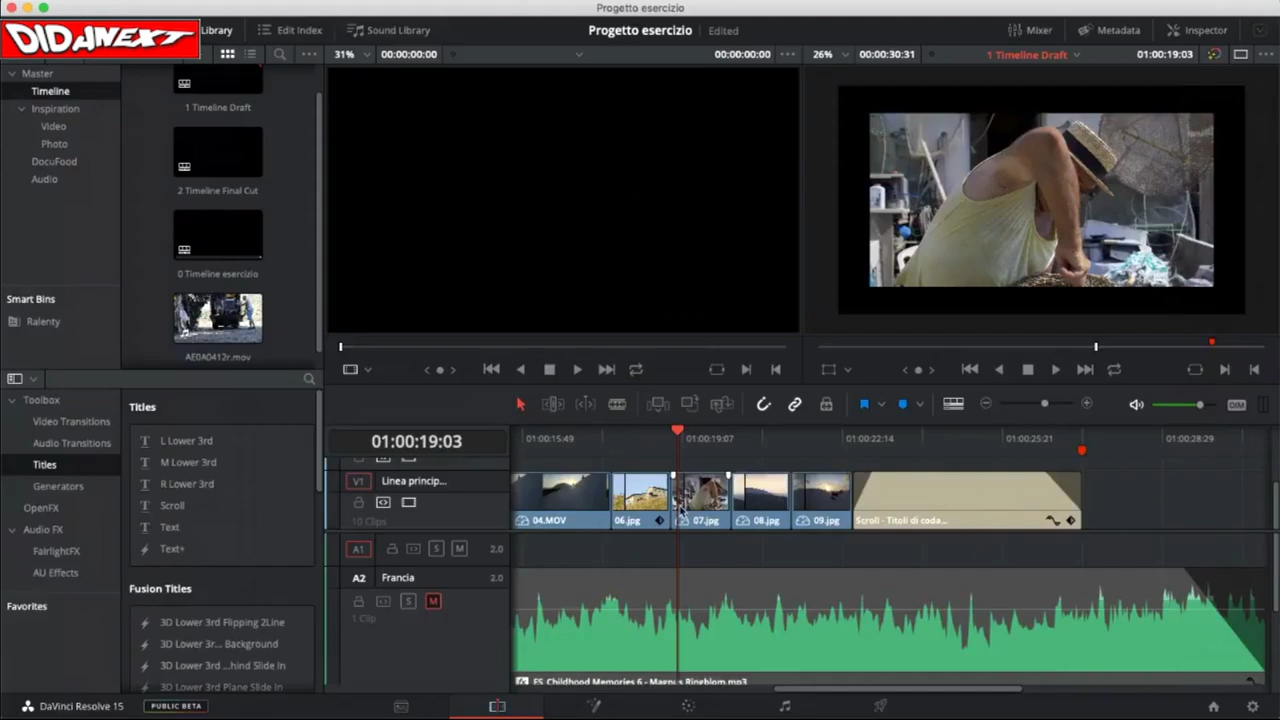 Progetto esercizio
DIDANEXT
Library
Edit Index
Sound Library
Progetto esercizio
Edited
Mixer
Metadata
Inspector
31%
00:00:00:00
00:00:00:00
26%
00:00:30:31
1 Timeline Draft
01:00:19:03
Master
Timeline
Inspiration
Video
Photo
DocuFood
Audio
1 Timeline Draft
2 Timeline Final Cut
0 Timeline esercizio
AE0A0412r.mov
Smart Bins
Ralenty
Toolbox
Video Transitions
Audio Transitions
Titles
Generators
OpenFX
Audio FX
FairlightFX
AU Effects
Favorites
Titles
L Lower 3rd
M Lower 3rd
R Lower 3rd
Scroll
Text
Text+
Fusion Titles
3D Lower 3rd Flipping 2Line
3D Lower 3r... Background
3D Lower 3rd ...hind Slide In
3D Lower 3rd Plane Slide In
DIM
01:00:19:03
01:00:15:49
01:00:19:07
01:00:22:14
01:00:25:21
01:00:28:29
V1
Linea princip...
10 Clips
04.MOV
06.jpg
07.jpg
08.jpg
09.jpg
Scroll - Titoli di coda...
A1
S
M
2.0
A2
Francia
2.0
S
M
1 Clip
ES_Childhood Memories 6 - Magnus Ringblom.mp3
DaVinci Resolve 15
PUBLIC BETA